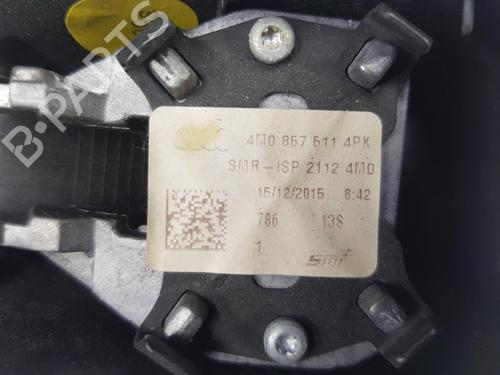 4M0 857 511 4PK
SMR-ISP 2112 4M0
15/12/2015 6:42
786 13S
1
SMR
B-PARTS